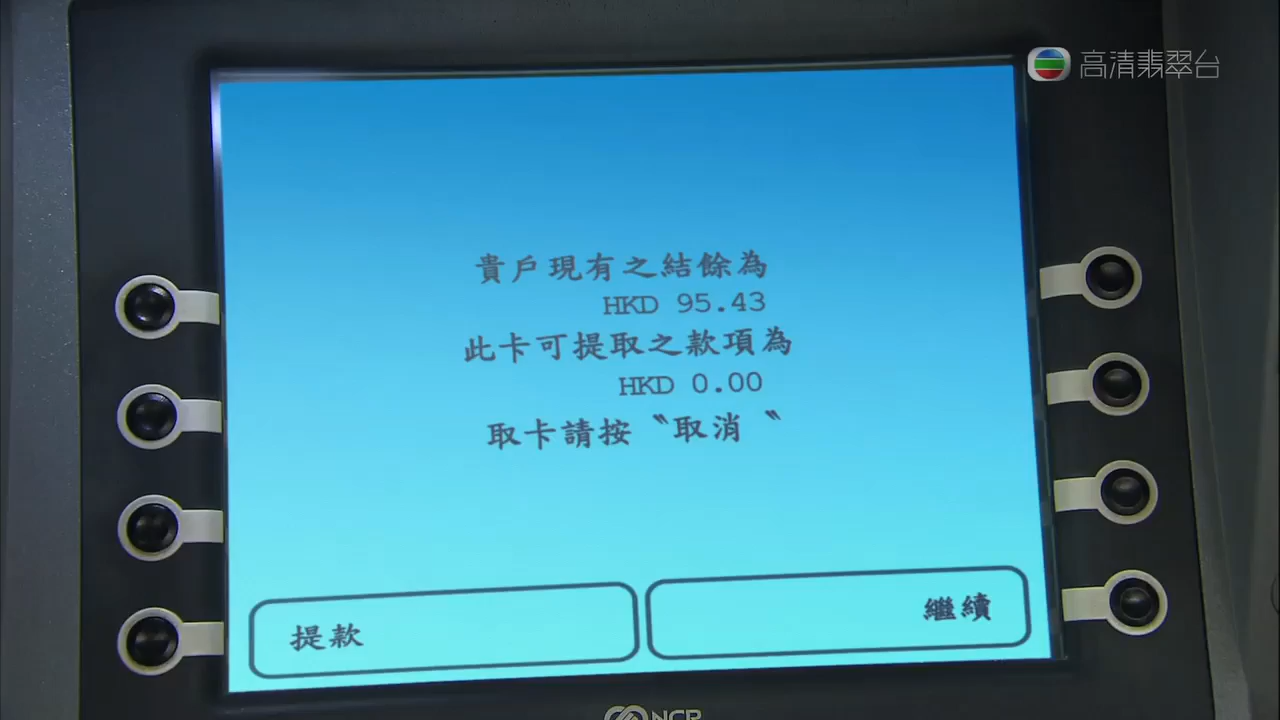 高清翡翠台
貴戶現有之結餘為
HKD 95.43
此卡可提取之款項為
HKD 0.00
取卡請按〝取消〝
提款
繼續
NCR